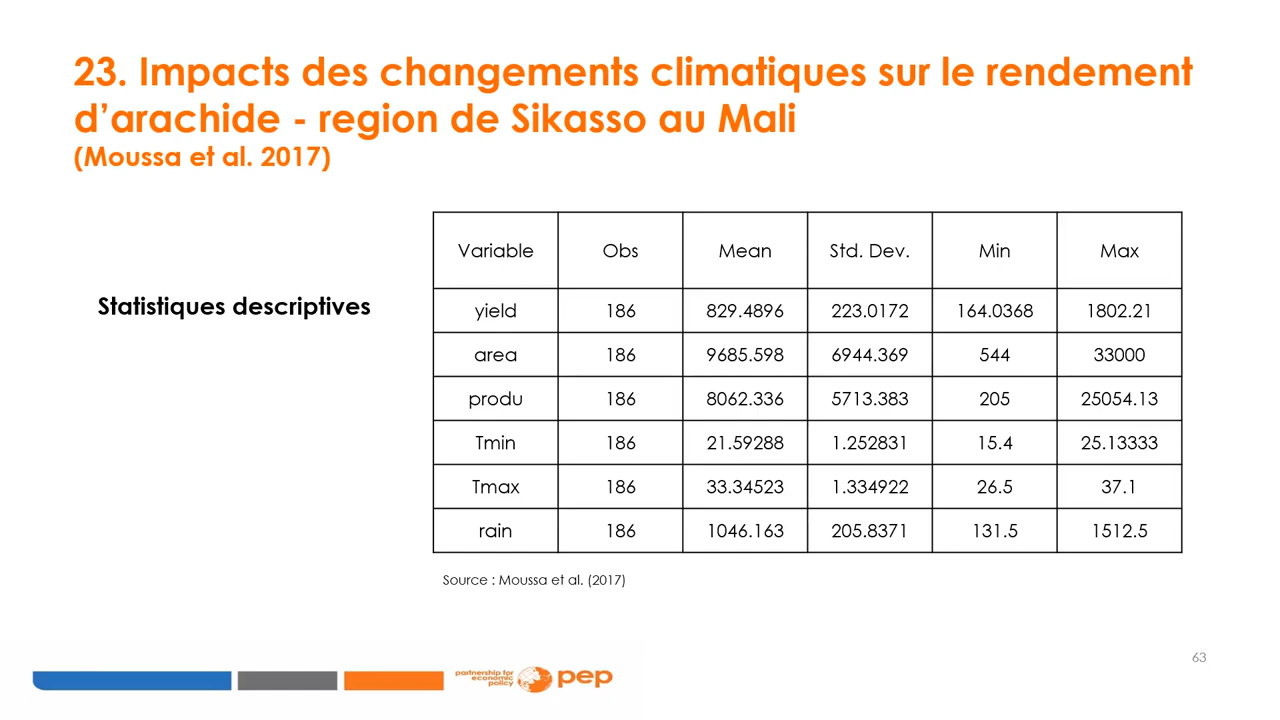 23. Impacts des changements climatiques sur le rendement
d’arachide - region de Sikasso au Mali
(Moussa et al. 2017)
Statistiques descriptives
Variable Obs Mean Std. Dev. Min Max
yield 186 829.4896 223.0172 164.0368 1802.21
area 186 9685.598 6944.369 544 33000
produ 186 8062.336 5713.383 205 25054.13
Tmin 186 21.59288 1.252831 15.4 25.13333
Tmax 186 33.34523 1.334922 26.5 37.1
rain 186 1046.163 205.8371 131.5 1512.5
Source : Moussa et al. (2017)
63
partnership for
economic
policy
pep